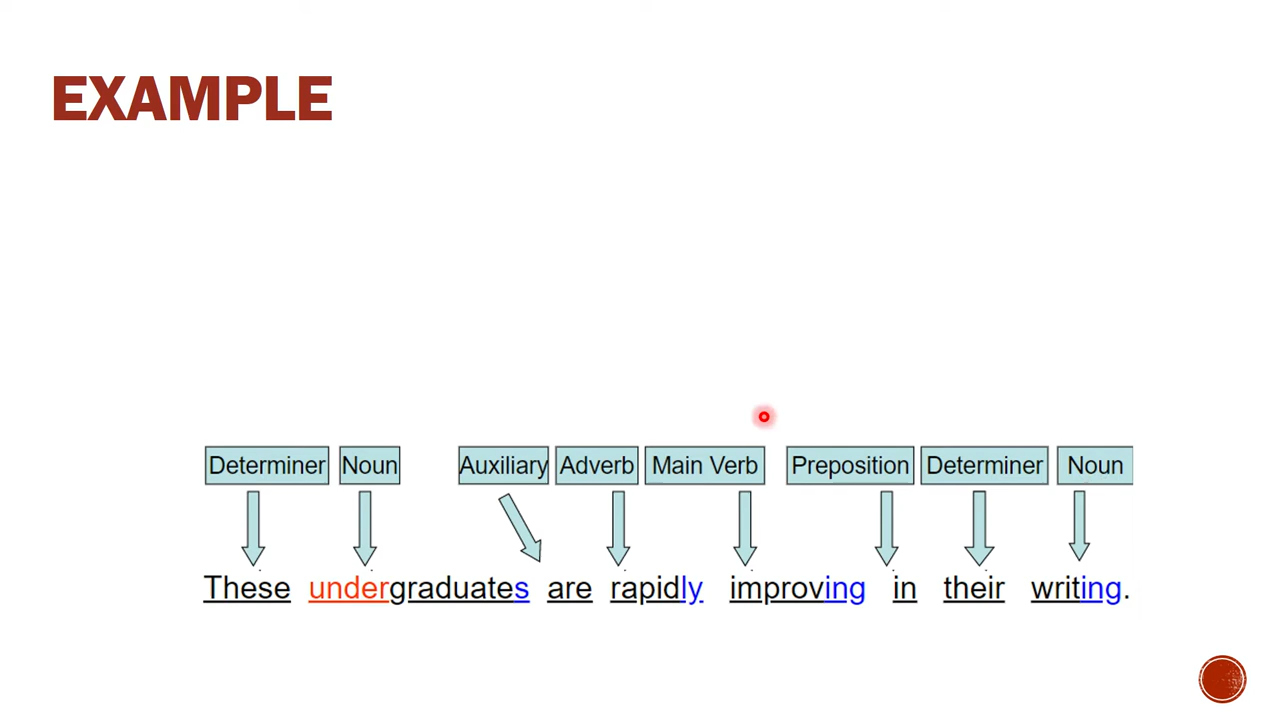 EXAMPLE
Determiner Noun Auxiliary Adverb Main Verb Preposition Determiner Noun
These undergraduates are rapidly improving in their writing.